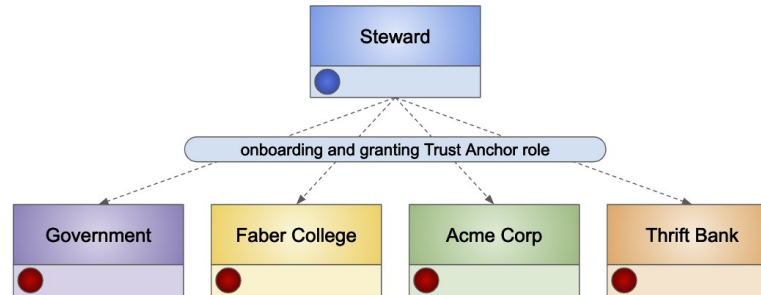 Steward
onboarding and granting Trust Anchor role
Government
Faber College
Acme Corp
Thrift Bank